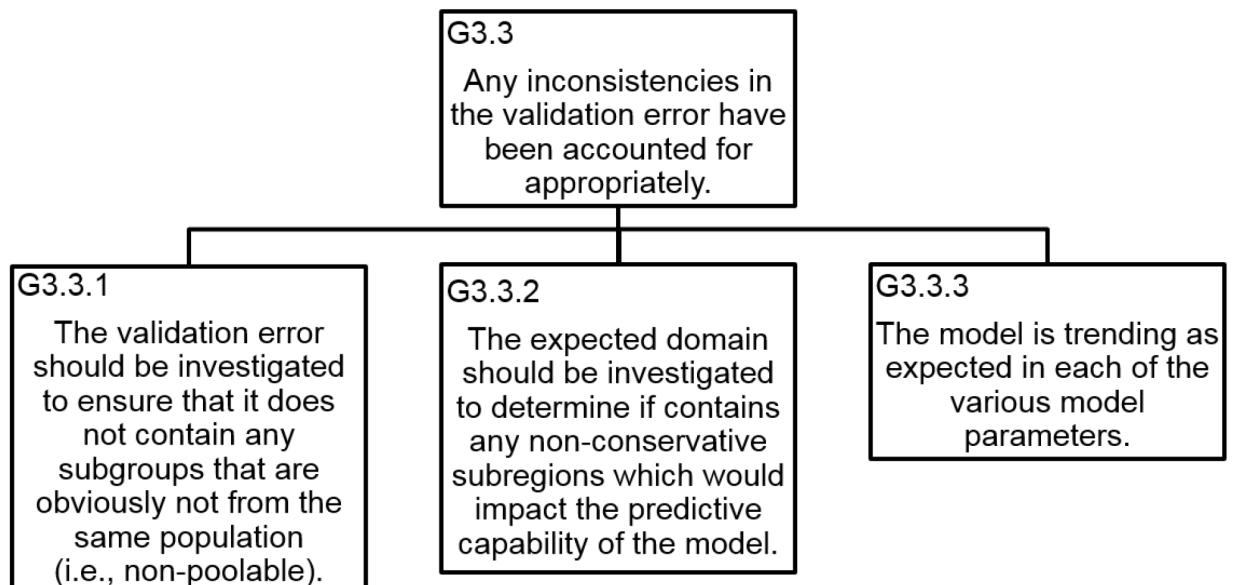 G3.3
Any inconsistencies in
the validation error have
been accounted for
appropriately.
G3.3.1
The validation error
should be investigated
to ensure that it does
not contain any
subgroups that are
obviously not from the
same population
(i.e., non-poolable).
G3.3.2
The expected domain
should be investigated
to determine if contains
any non-conservative
subregions which would
impact the predictive
capability of the model.
G3.3.3
The model is trending as
expected in each of the
various model
parameters.